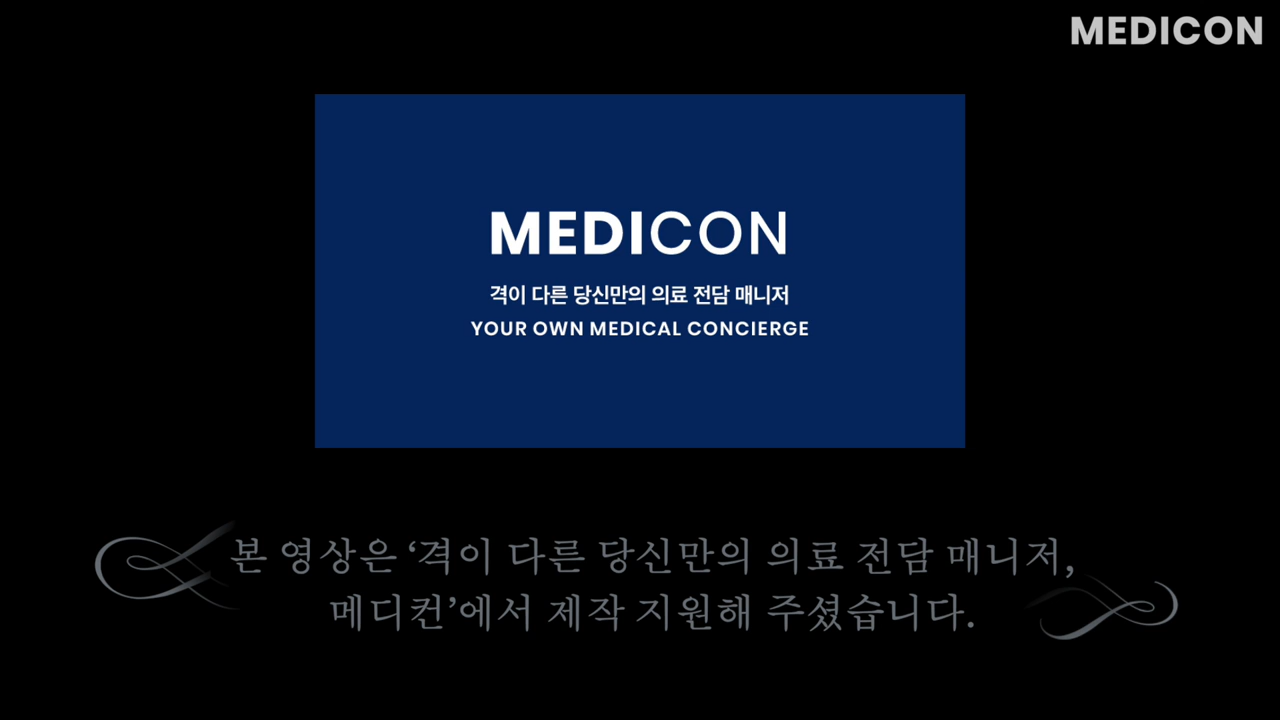 MEDICON
MEDICON
격이 다른 당신만의 의료 전담 매니저
YOUR OWN MEDICAL CONCIERGE
본 영상은 ‘격이 다른 당신만의 의료 전담 매니저,
메디컨’에서 제작 지원해 주셨습니다.